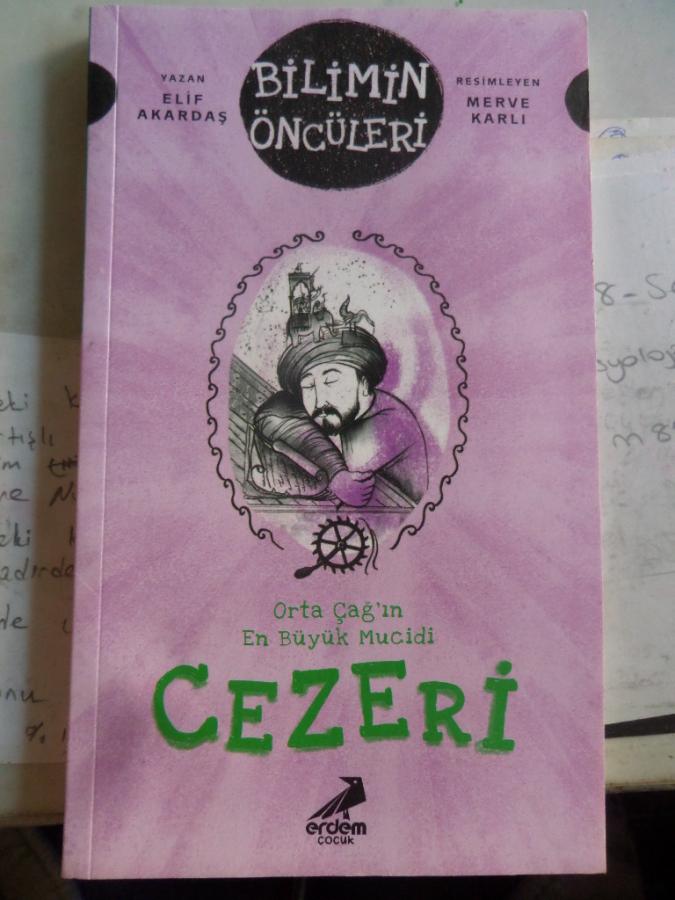 YAZAN
ELİF
AKARDAŞ
BİLİMİN
ÖNCÜLERİ
RESİMLEYEN
MERVE
KARLI
Orta Çağ'ın
En Büyük Mucidi
CEZERİ
erdem
çocuk